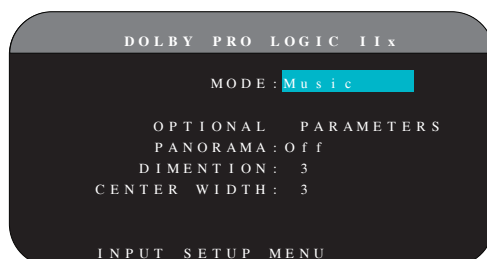 DOLBY PRO LOGIC IIx
MODE:Music
OPTIONAL PARAMETERS
PANORAMA:Off
DIMENTION: 3
CENTER WIDTH: 3
INPUT SETUP MENU